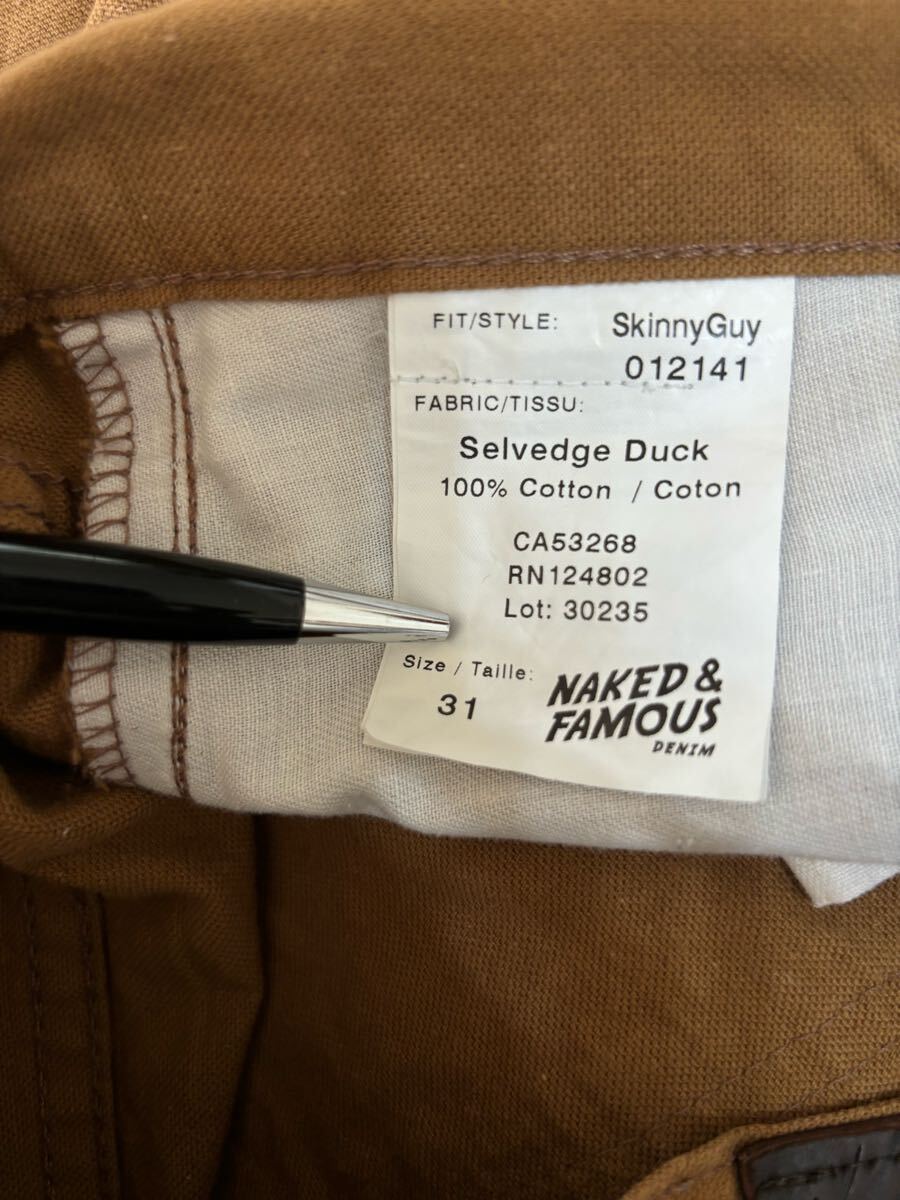 FIT/STYLE: SkinnyGuy
012141
FABRIC/TISSU:
Selvedge Duck
100% Cotton / Coton
CA53268
RN124802
Lot: 30235
Size / Taille:
31
NAKED &
FAMOUS
DENIM